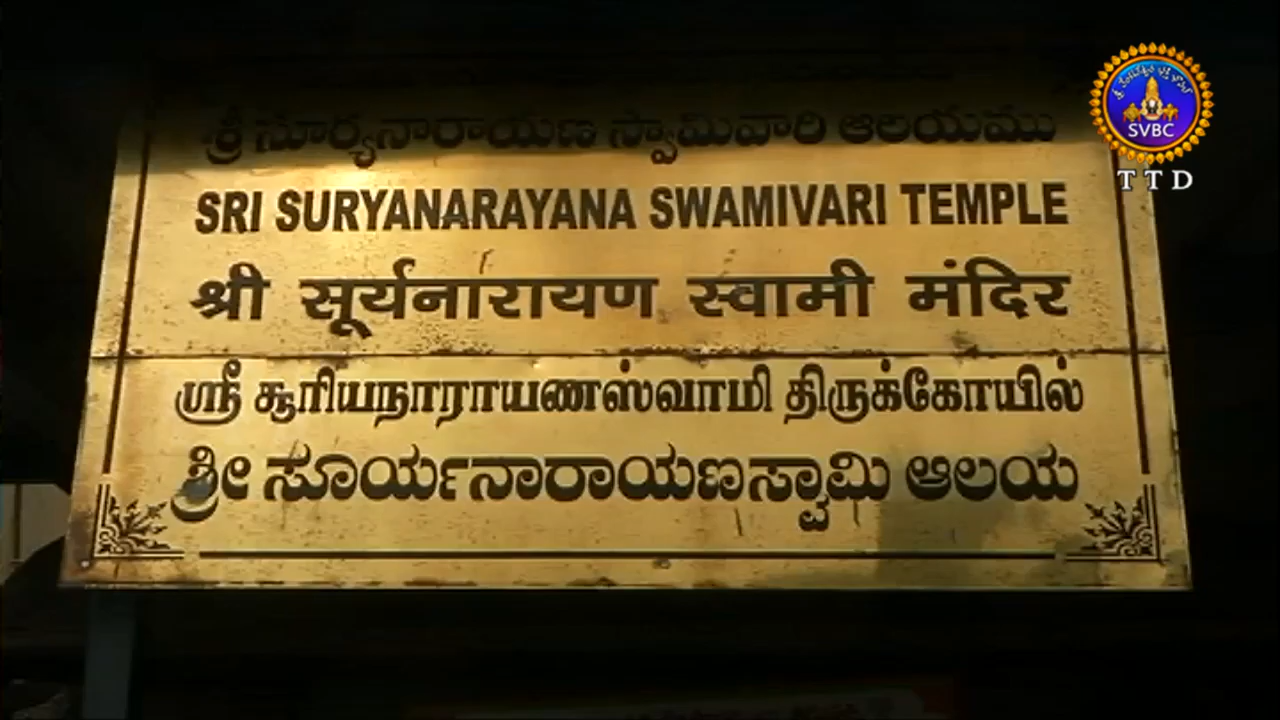 శ్రీ సూర్యనారాయణ స్వామివారి ఆలయము
SRI SURYANARAYANA SWAMIVARI TEMPLE
श्री सूर्यनारायण स्वामी मंदिर
ஸ்ரீ சூரியநாராயணஸ்வாமி திருக்கோயில்
ಶ್ರೀ ಸೂರ್ಯನಾರಾಯಣಸ್ವಾಮಿ ಆಲಯ
SVBC
TTD